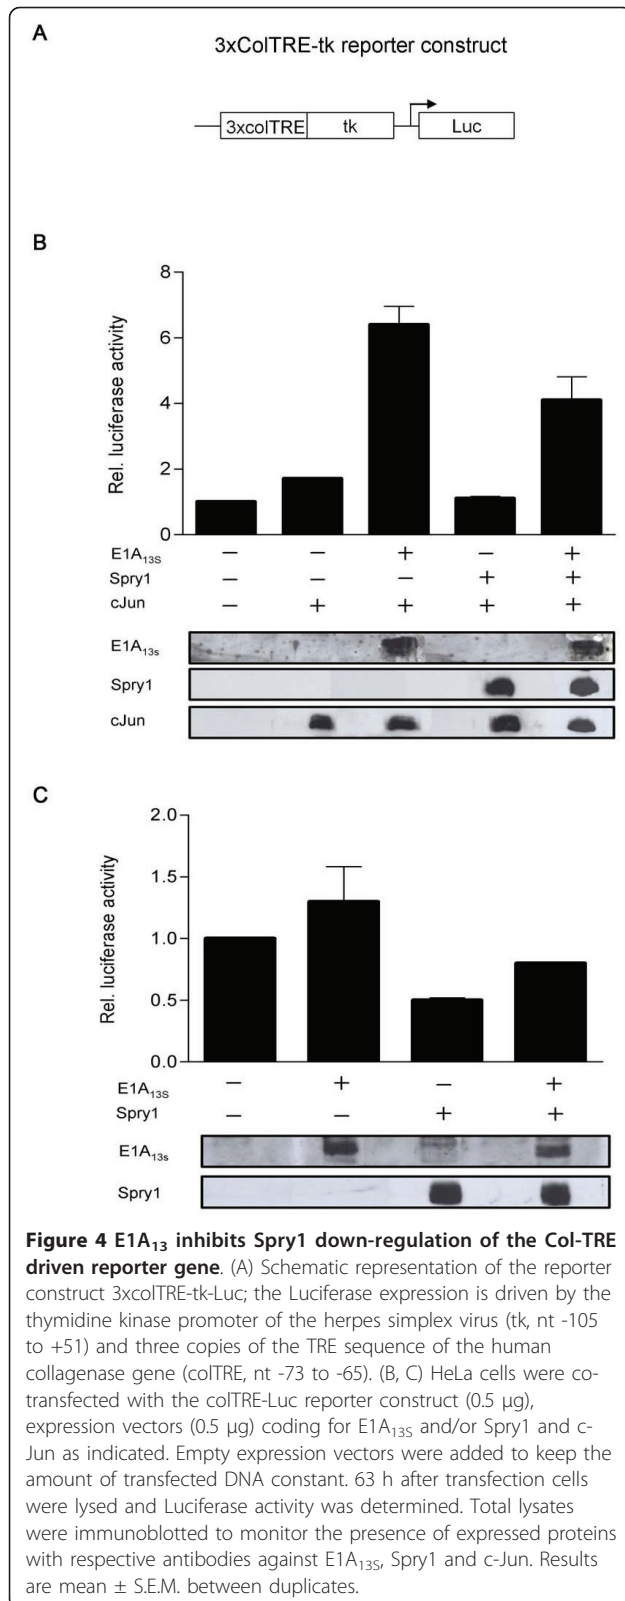 A
3xColTRE-tk reporter construct
3xcolTRE tk Luc
B
8
6
4
2
0
Rel. luciferase activity
E1A13S – – + – +
Spry1 – – – + +
cJun – + + + +
E1A13s
Spry1
cJun
C
2.0
1.5
1.0
0.5
0.0
Rel. luciferase activity
E1A13S – + – +
Spry1 – – + +
E1A13s
Spry1
Figure 4 E1A13 inhibits Spry1 down-regulation of the Col-TRE
driven reporter gene. (A) Schematic representation of the reporter
construct 3xcolTRE-tk-Luc; the Luciferase expression is driven by the
thymidine kinase promoter of the herpes simplex virus (tk, nt -105
to +51) and three copies of the TRE sequence of the human
collagenase gene (colTRE, nt -73 to -65). (B, C) HeLa cells were co-
transfected with the colTRE-Luc reporter construct (0.5 μg),
expression vectors (0.5 μg) coding for E1A13S and/or Spry1 and c-
Jun as indicated. Empty expression vectors were added to keep the
amount of transfected DNA constant. 63 h after transfection cells
were lysed and Luciferase activity was determined. Total lysates
were immunoblotted to monitor the presence of expressed proteins
with respective antibodies against E1A13S, Spry1 and c-Jun. Results
are mean ± S.E.M. between duplicates.